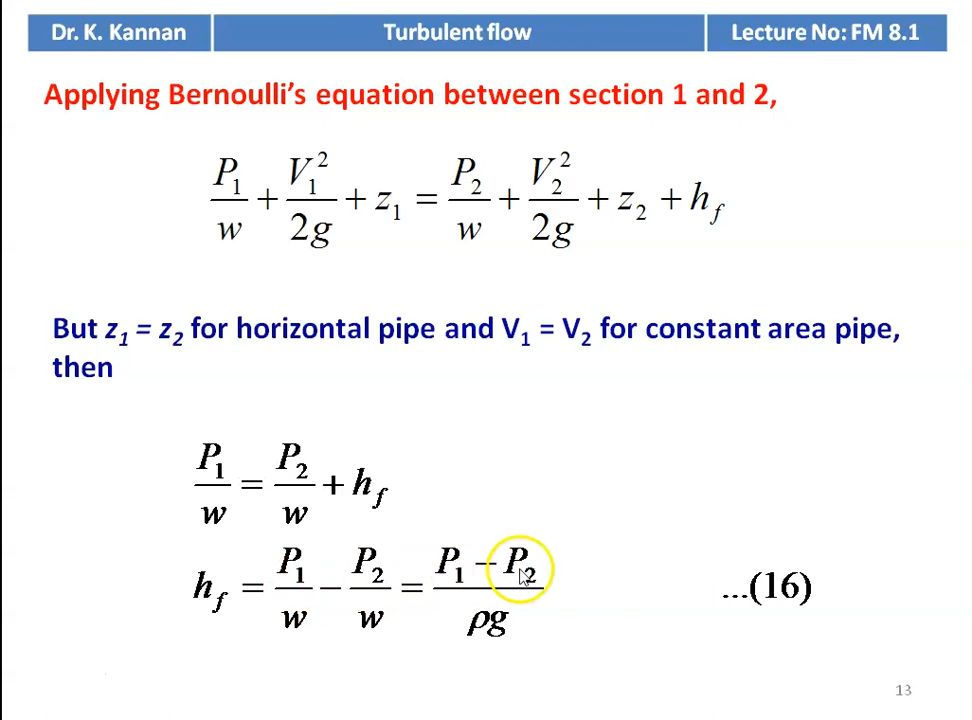 Dr. K. Kannan Turbulent flow Lecture No: FM 8.1
Applying Bernoulli's equation between section 1 and 2,
P₁/w + V₁²/2g + z₁ = P₂/w + V₂²/2g + z₂ + h_f
But z₁ = z₂ for horizontal pipe and V₁ = V₂ for constant area pipe,
then
P₁/w = P₂/w + h_f
h_f = P₁/w − P₂/w = (P₁ − P₂)/ρg ...(16)
13